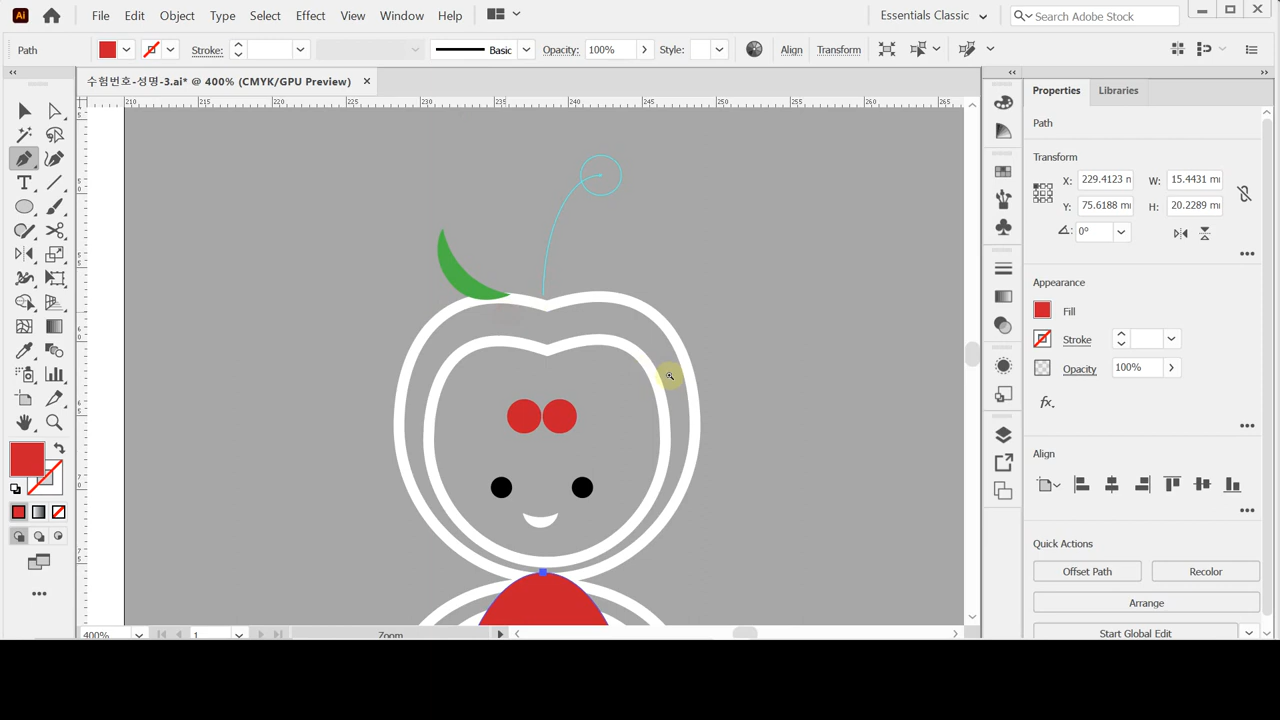 Ai File Edit Object Type Select Effect View Window Help Essentials Classic Search Adobe Stock
Path Stroke: Basic Opacity: 100% Style: Align Transform
수험번호-성명-3.ai* @ 400% (CMYK/GPU Preview)
210 215 220 225 230 235 240 245 250 255 260 265
Properties Libraries
Path
Transform
X: 229.4123 m W: 15.4431 mi
Y: 75.6188 mi H: 20.2289 mi
0°
Appearance
Fill
Stroke
Opacity 100%
fx.
Align
Quick Actions
Offset Path Recolor
Arrange
Start Global Edit
400% 1 Zoom